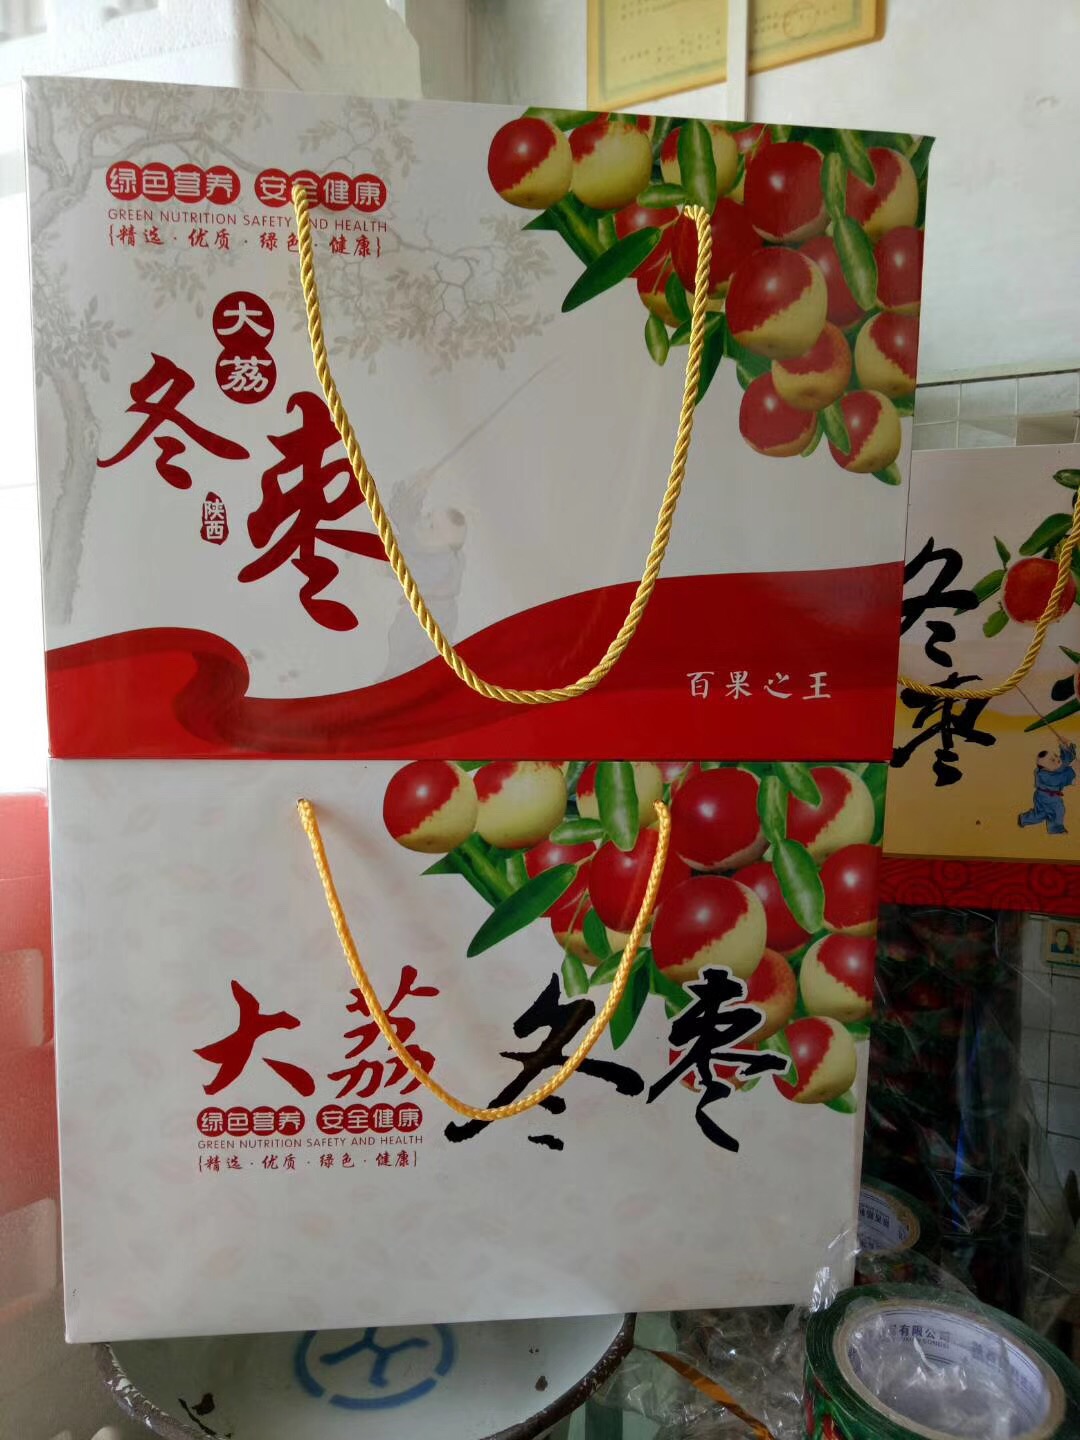 绿色营养 安全健康
GREEN NUTRITION SAFETY AND HEALTH
{精选·优质·绿色·健康}
大荔
冬枣
陕西
百果之王
冬枣
大荔冬枣
绿色营养 安全健康
GREEN NUTRITION SAFETY AND HEALTH
{精选·优质·绿色·健康}
有限公司